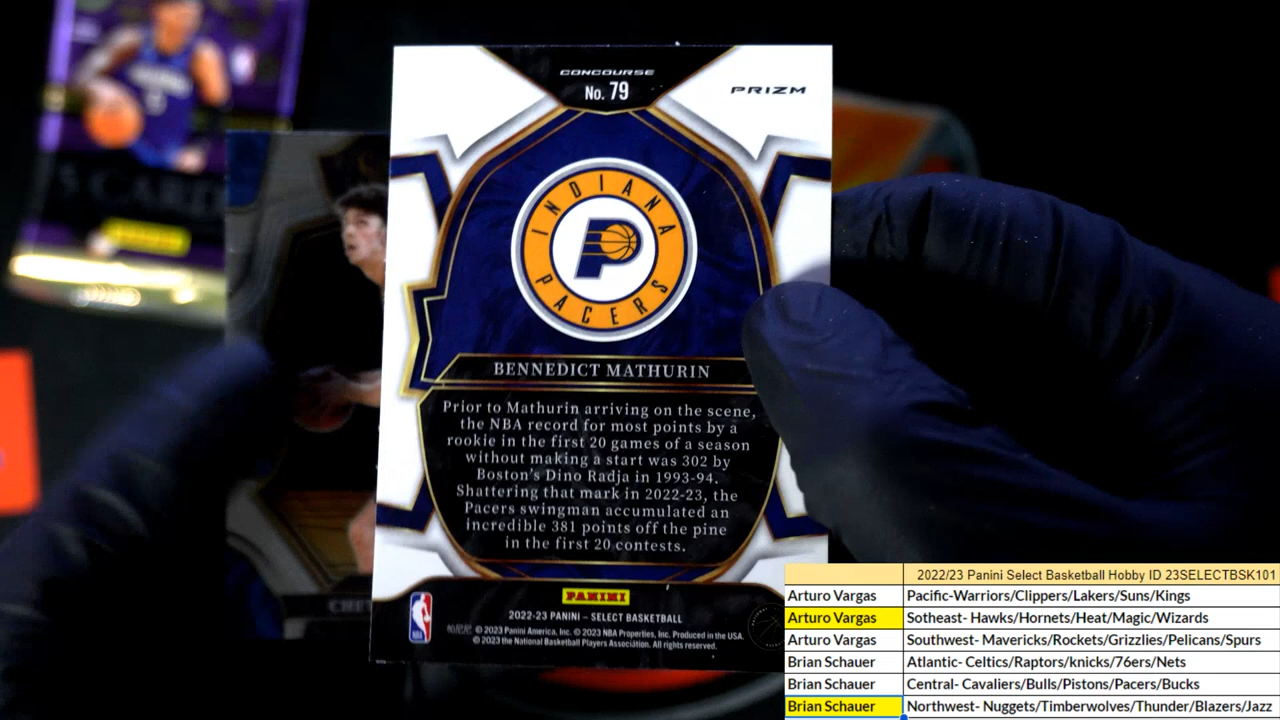 CONCOURSE
No. 79
PRIZM
INDIANA
PACERS
BENNEDICT MATHURIN
Prior to Mathurin arriving on the scene,
the NBA record for most points by a
rookie in the first 20 games of a season
without making a start was 302 by
Boston's Dino Radja in 1993-94.
Shattering that mark in 2022-23, the
Pacers swingman accumulated an
incredible 381 points off the pine
in the first 20 contests.
PANINI
2022-23 PANINI – SELECT BASKETBALL
© 2023 Panini America, Inc. © 2023 NBA Properties, Inc. Produced in the USA.
© 2023 the National Basketball Players Association. All rights reserved.
NBA
2022/23 Panini Select Basketball Hobby ID 23SELECTBSK101
Arturo Vargas Pacific-Warriors/Clippers/Lakers/Suns/Kings
Arturo Vargas Sotheast- Hawks/Hornets/Heat/Magic/Wizards
Arturo Vargas Southwest- Mavericks/Rockets/Grizzlies/Pelicans/Spurs
Brian Schauer Atlantic- Celtics/Raptors/knicks/76ers/Nets
Brian Schauer Central- Cavaliers/Bulls/Pistons/Pacers/Bucks
Brian Schauer Northwest- Nuggets/Timberwolves/Thunder/Blazers/Jazz